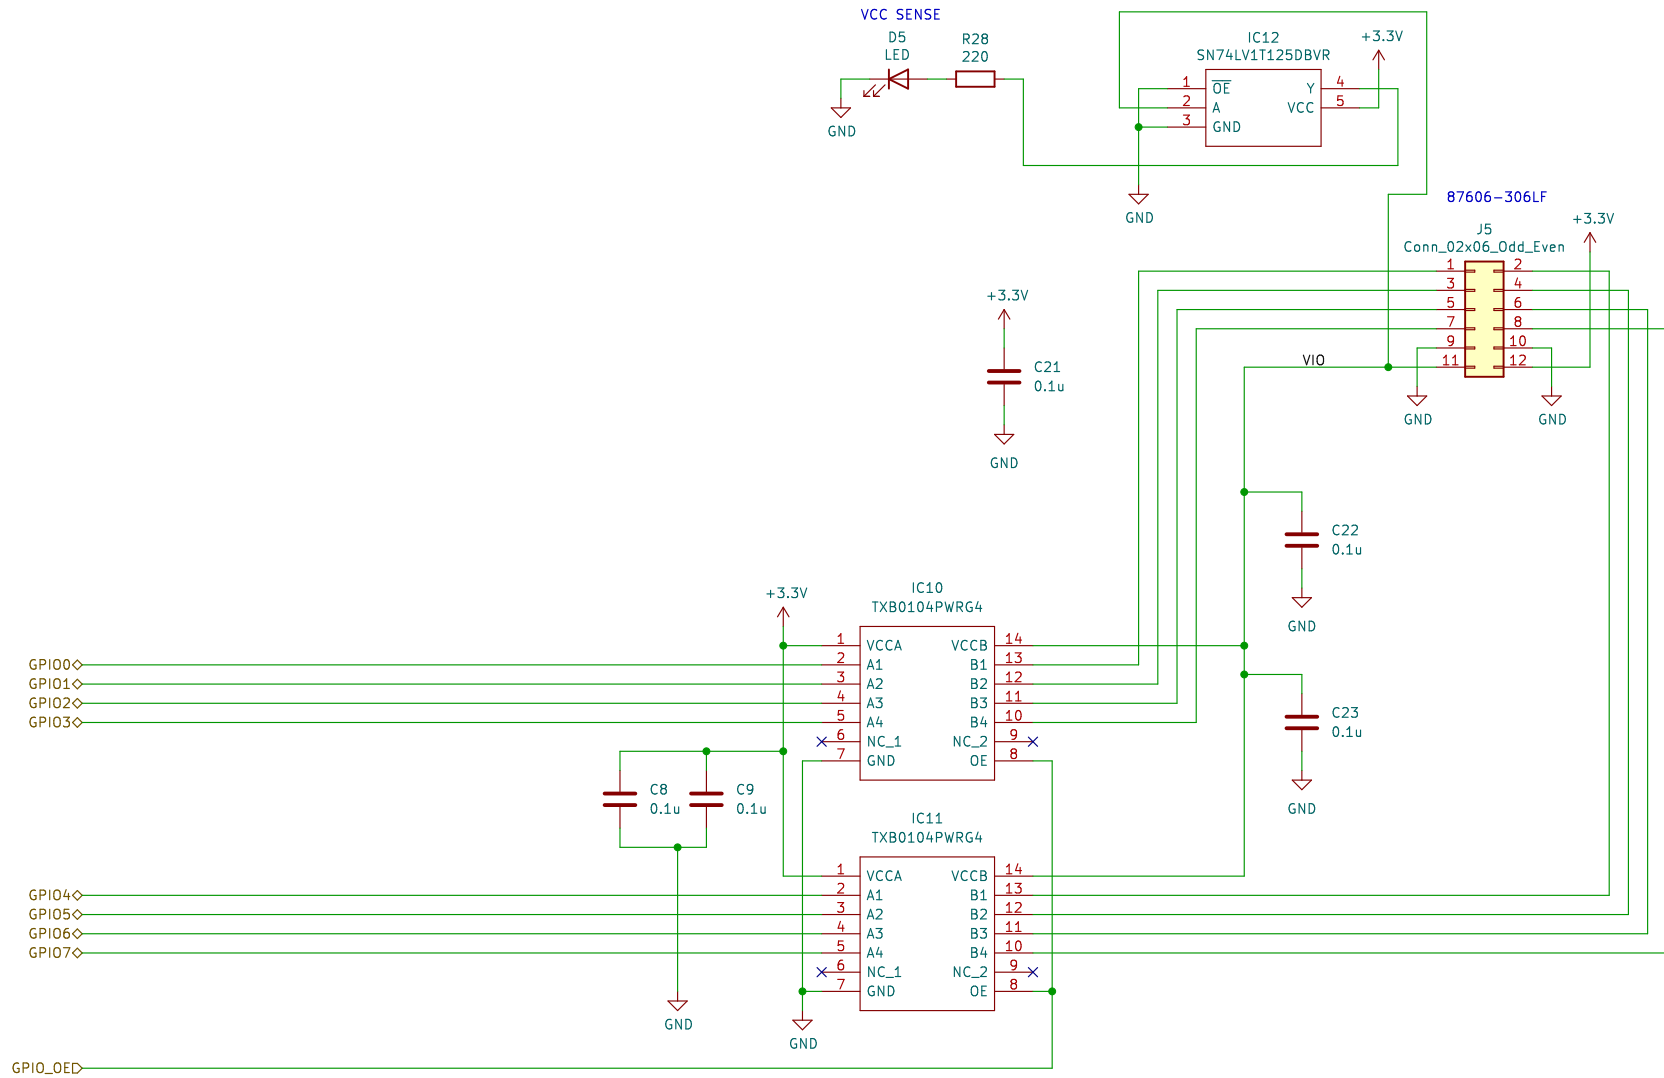 VCC SENSE
D5
LED
R28
220
GND
IC12
SN74LV1T125DBVR
+3.3V
1 OE Y 4
2 A VCC 5
3 GND
GND
87606-306LF
+3.3V
J5
Conn_02x06_Odd_Even
1 2
3 4
5 6
7 8
9 10
11 12
VIO
GND
GND
+3.3V
C21
0.1u
GND
C22
0.1u
GND
+3.3V
IC10
TXB0104PWRG4
1 VCCA VCCB 14
GPIO0 2 A1 B1 13
GPIO1 3 A2 B2 12
GPIO2 4 A3 B3 11
GPIO3 5 A4 B4 10
6 NC_1 NC_2 9
7 GND OE 8
C23
0.1u
GND
C8
0.1u
C9
0.1u
IC11
TXB0104PWRG4
1 VCCA VCCB 14
GPIO4 2 A1 B1 13
GPIO5 3 A2 B2 12
GPIO6 4 A3 B3 11
GPIO7 5 A4 B4 10
6 NC_1 NC_2 9
7 GND OE 8
GND
GND
GPIO_OE